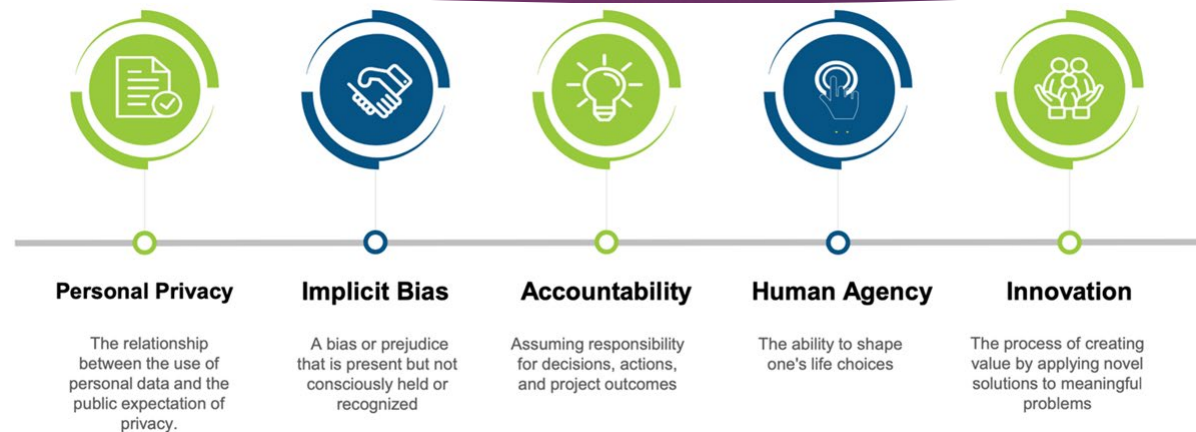 Personal Privacy
The relationship
between the use of
personal data and the
public expectation of
privacy.
Implicit Bias
A bias or prejudice
that is present but not
consciously held or
recognized
Accountability
Assuming responsibility
for decisions, actions,
and project outcomes
Human Agency
The ability to shape
one's life choices
Innovation
The process of creating
value by applying novel
solutions to meaningful
problems